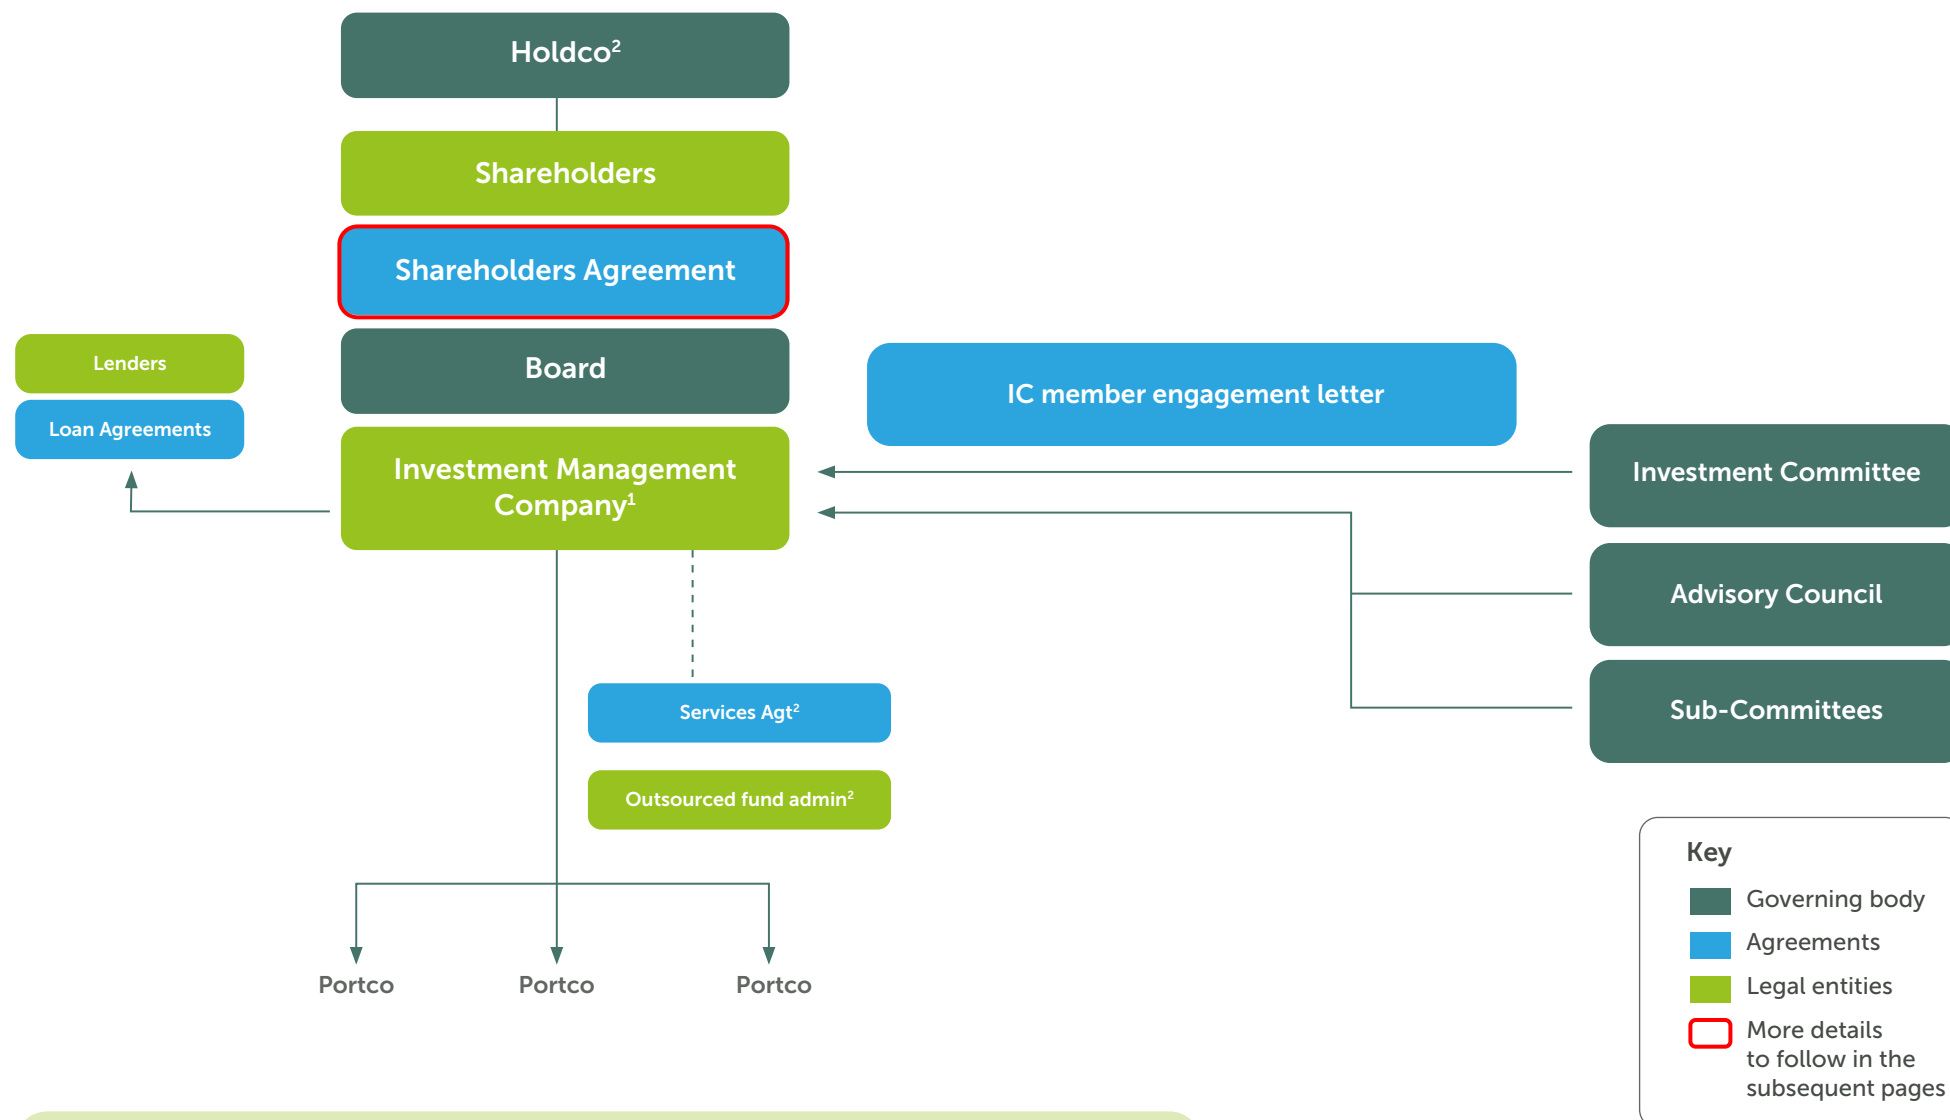 Holdco²
Shareholders
Shareholders Agreement
Board
Investment Management
Company¹
Lenders
Loan Agreements
IC member engagement letter
Investment Committee
Advisory Council
Sub-Committees
Services Agt²
Outsourced fund admin²
Portco
Portco
Portco
Key
Governing body
Agreements
Legal entities
More details
to follow in the
subsequent pages